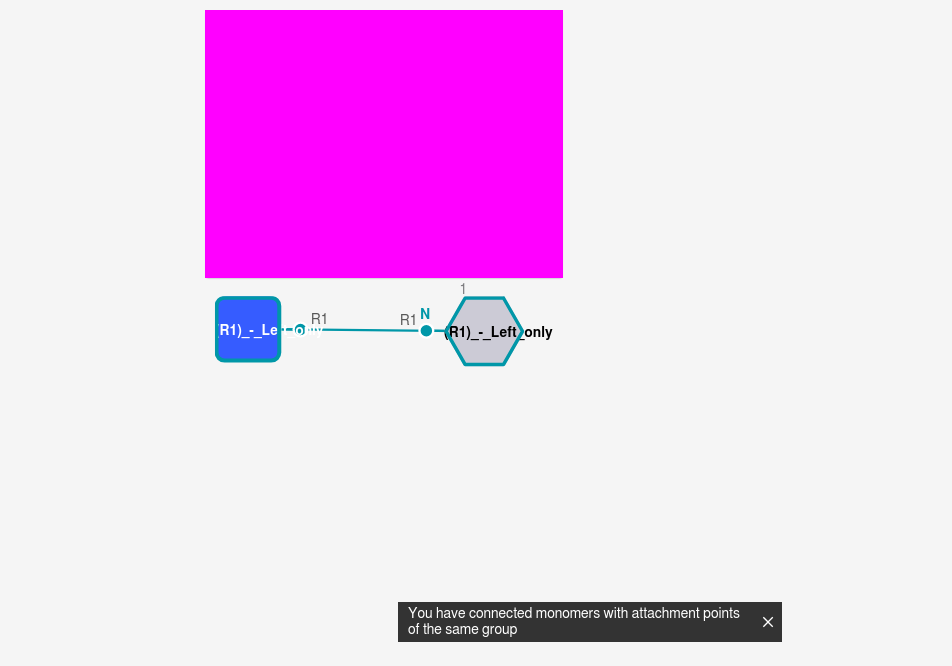 1
R1)_-_Left_only
R1
R1
N
(R1)_-_Left_only
You have connected monomers with attachment points
of the same group